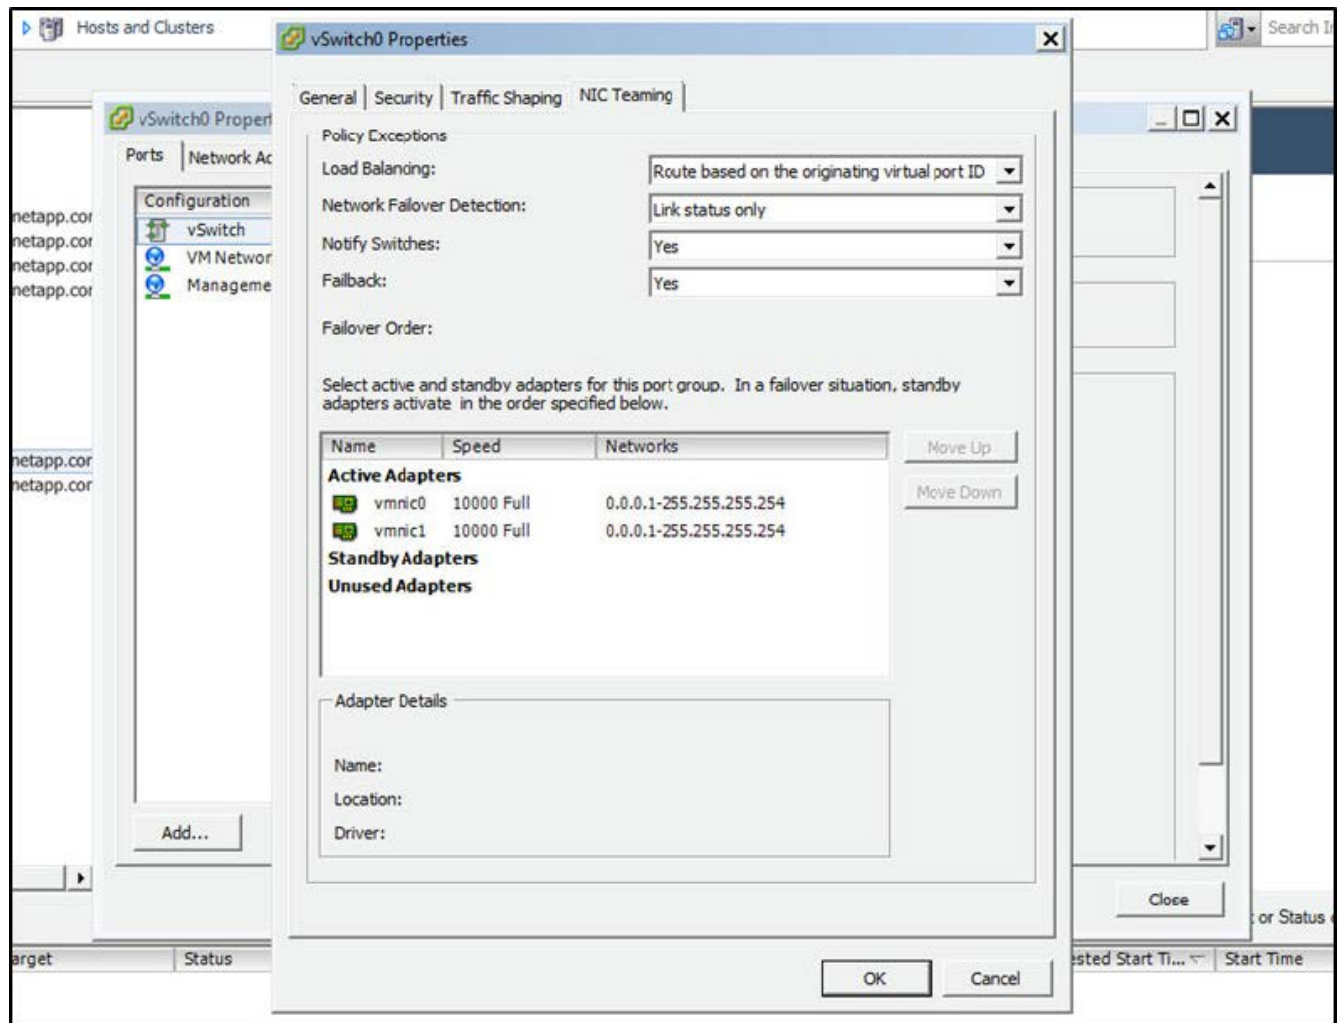 Hosts and Clusters
Search In
vSwitch0 Properties
General Security Traffic Shaping NIC Teaming
vSwitch0 Propert
Ports Network Ad
Configuration
vSwitch
VM Networ
Manageme
Add...
netapp.cor
netapp.cor
netapp.cor
netapp.cor
netapp.cor
netapp.cor
Policy Exceptions
Load Balancing: Route based on the originating virtual port ID
Network Failover Detection: Link status only
Notify Switches: Yes
Failback: Yes
Failover Order:
Select active and standby adapters for this port group. In a failover situation, standby
adapters activate in the order specified below.
Name Speed Networks
Active Adapters
vmnic0 10000 Full 0.0.0.1-255.255.255.254
vmnic1 10000 Full 0.0.0.1-255.255.255.254
Standby Adapters
Unused Adapters
Move Up
Move Down
Adapter Details
Name:
Location:
Driver:
Close
or Status
OK Cancel
arget Status ested Start Ti... Start Time